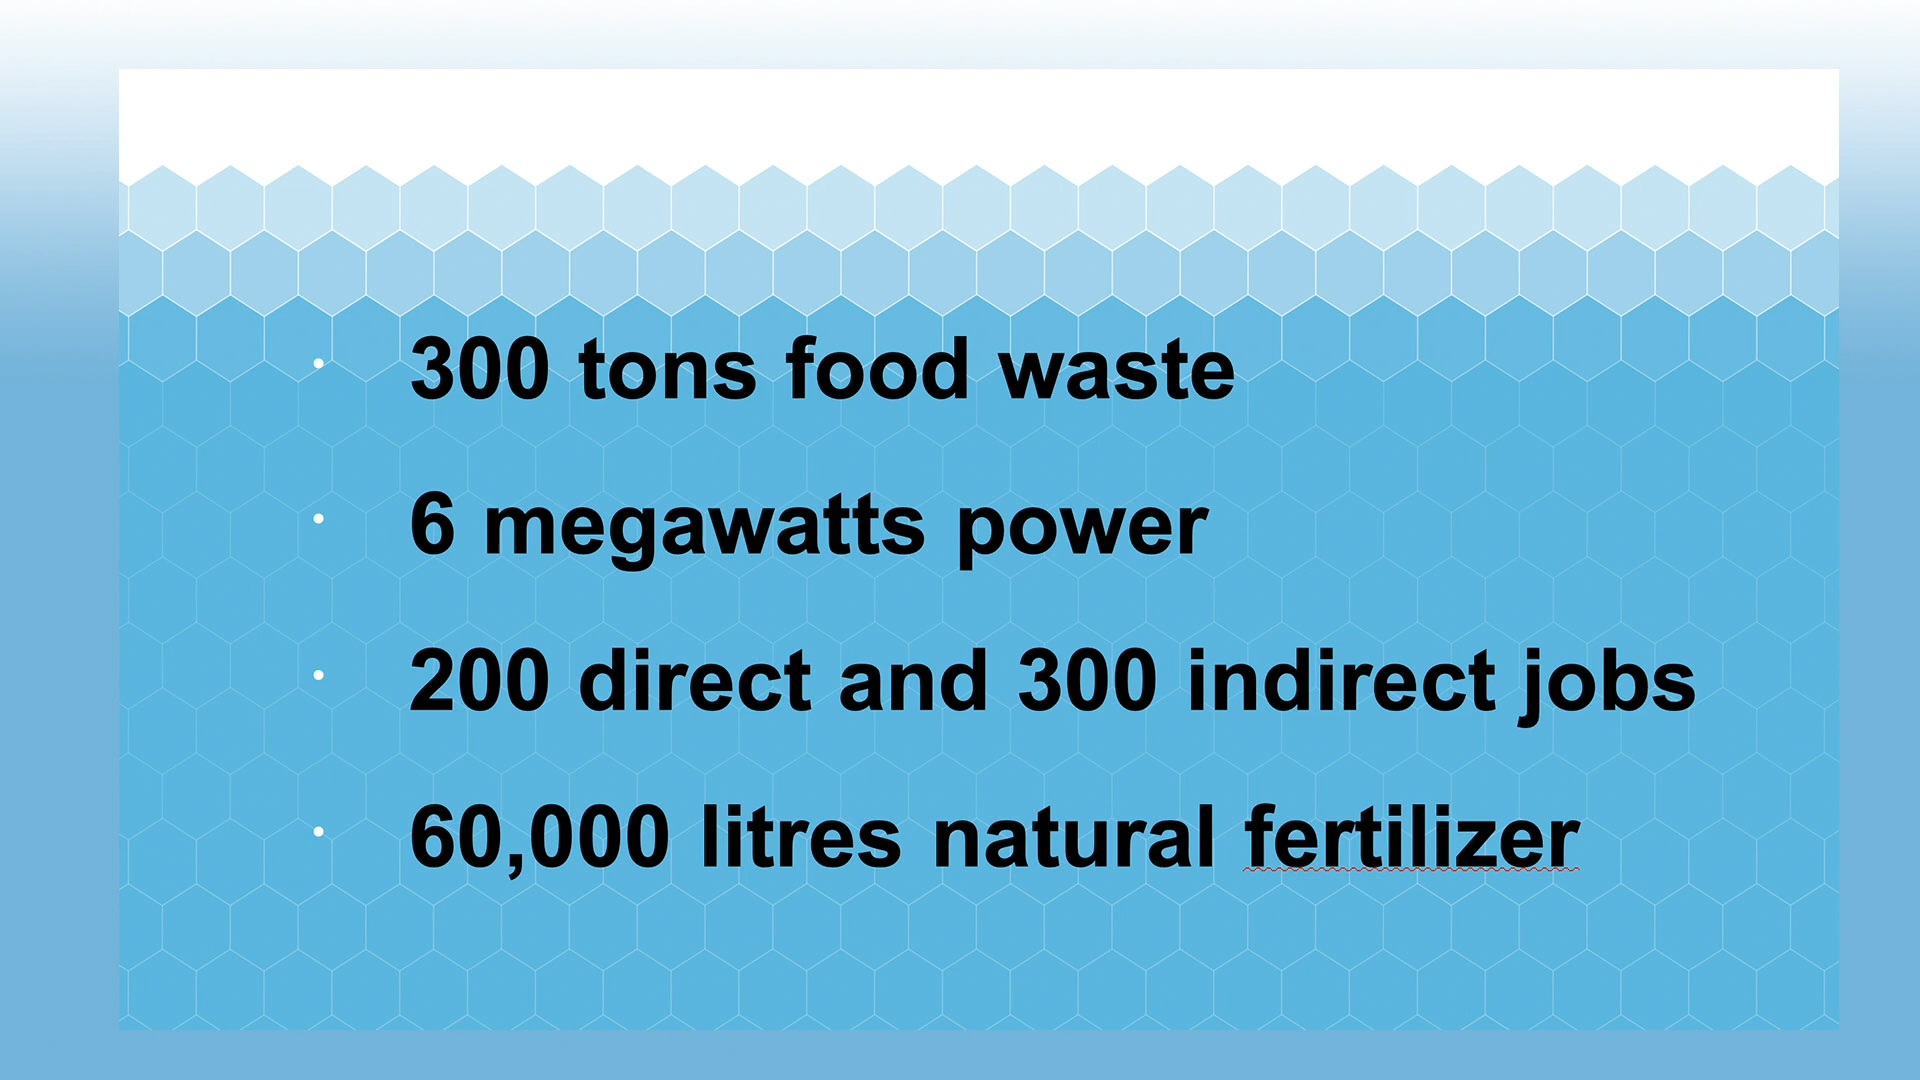 • 300 tons food waste
• 6 megawatts power
• 200 direct and 300 indirect jobs
• 60,000 litres natural fertilizer